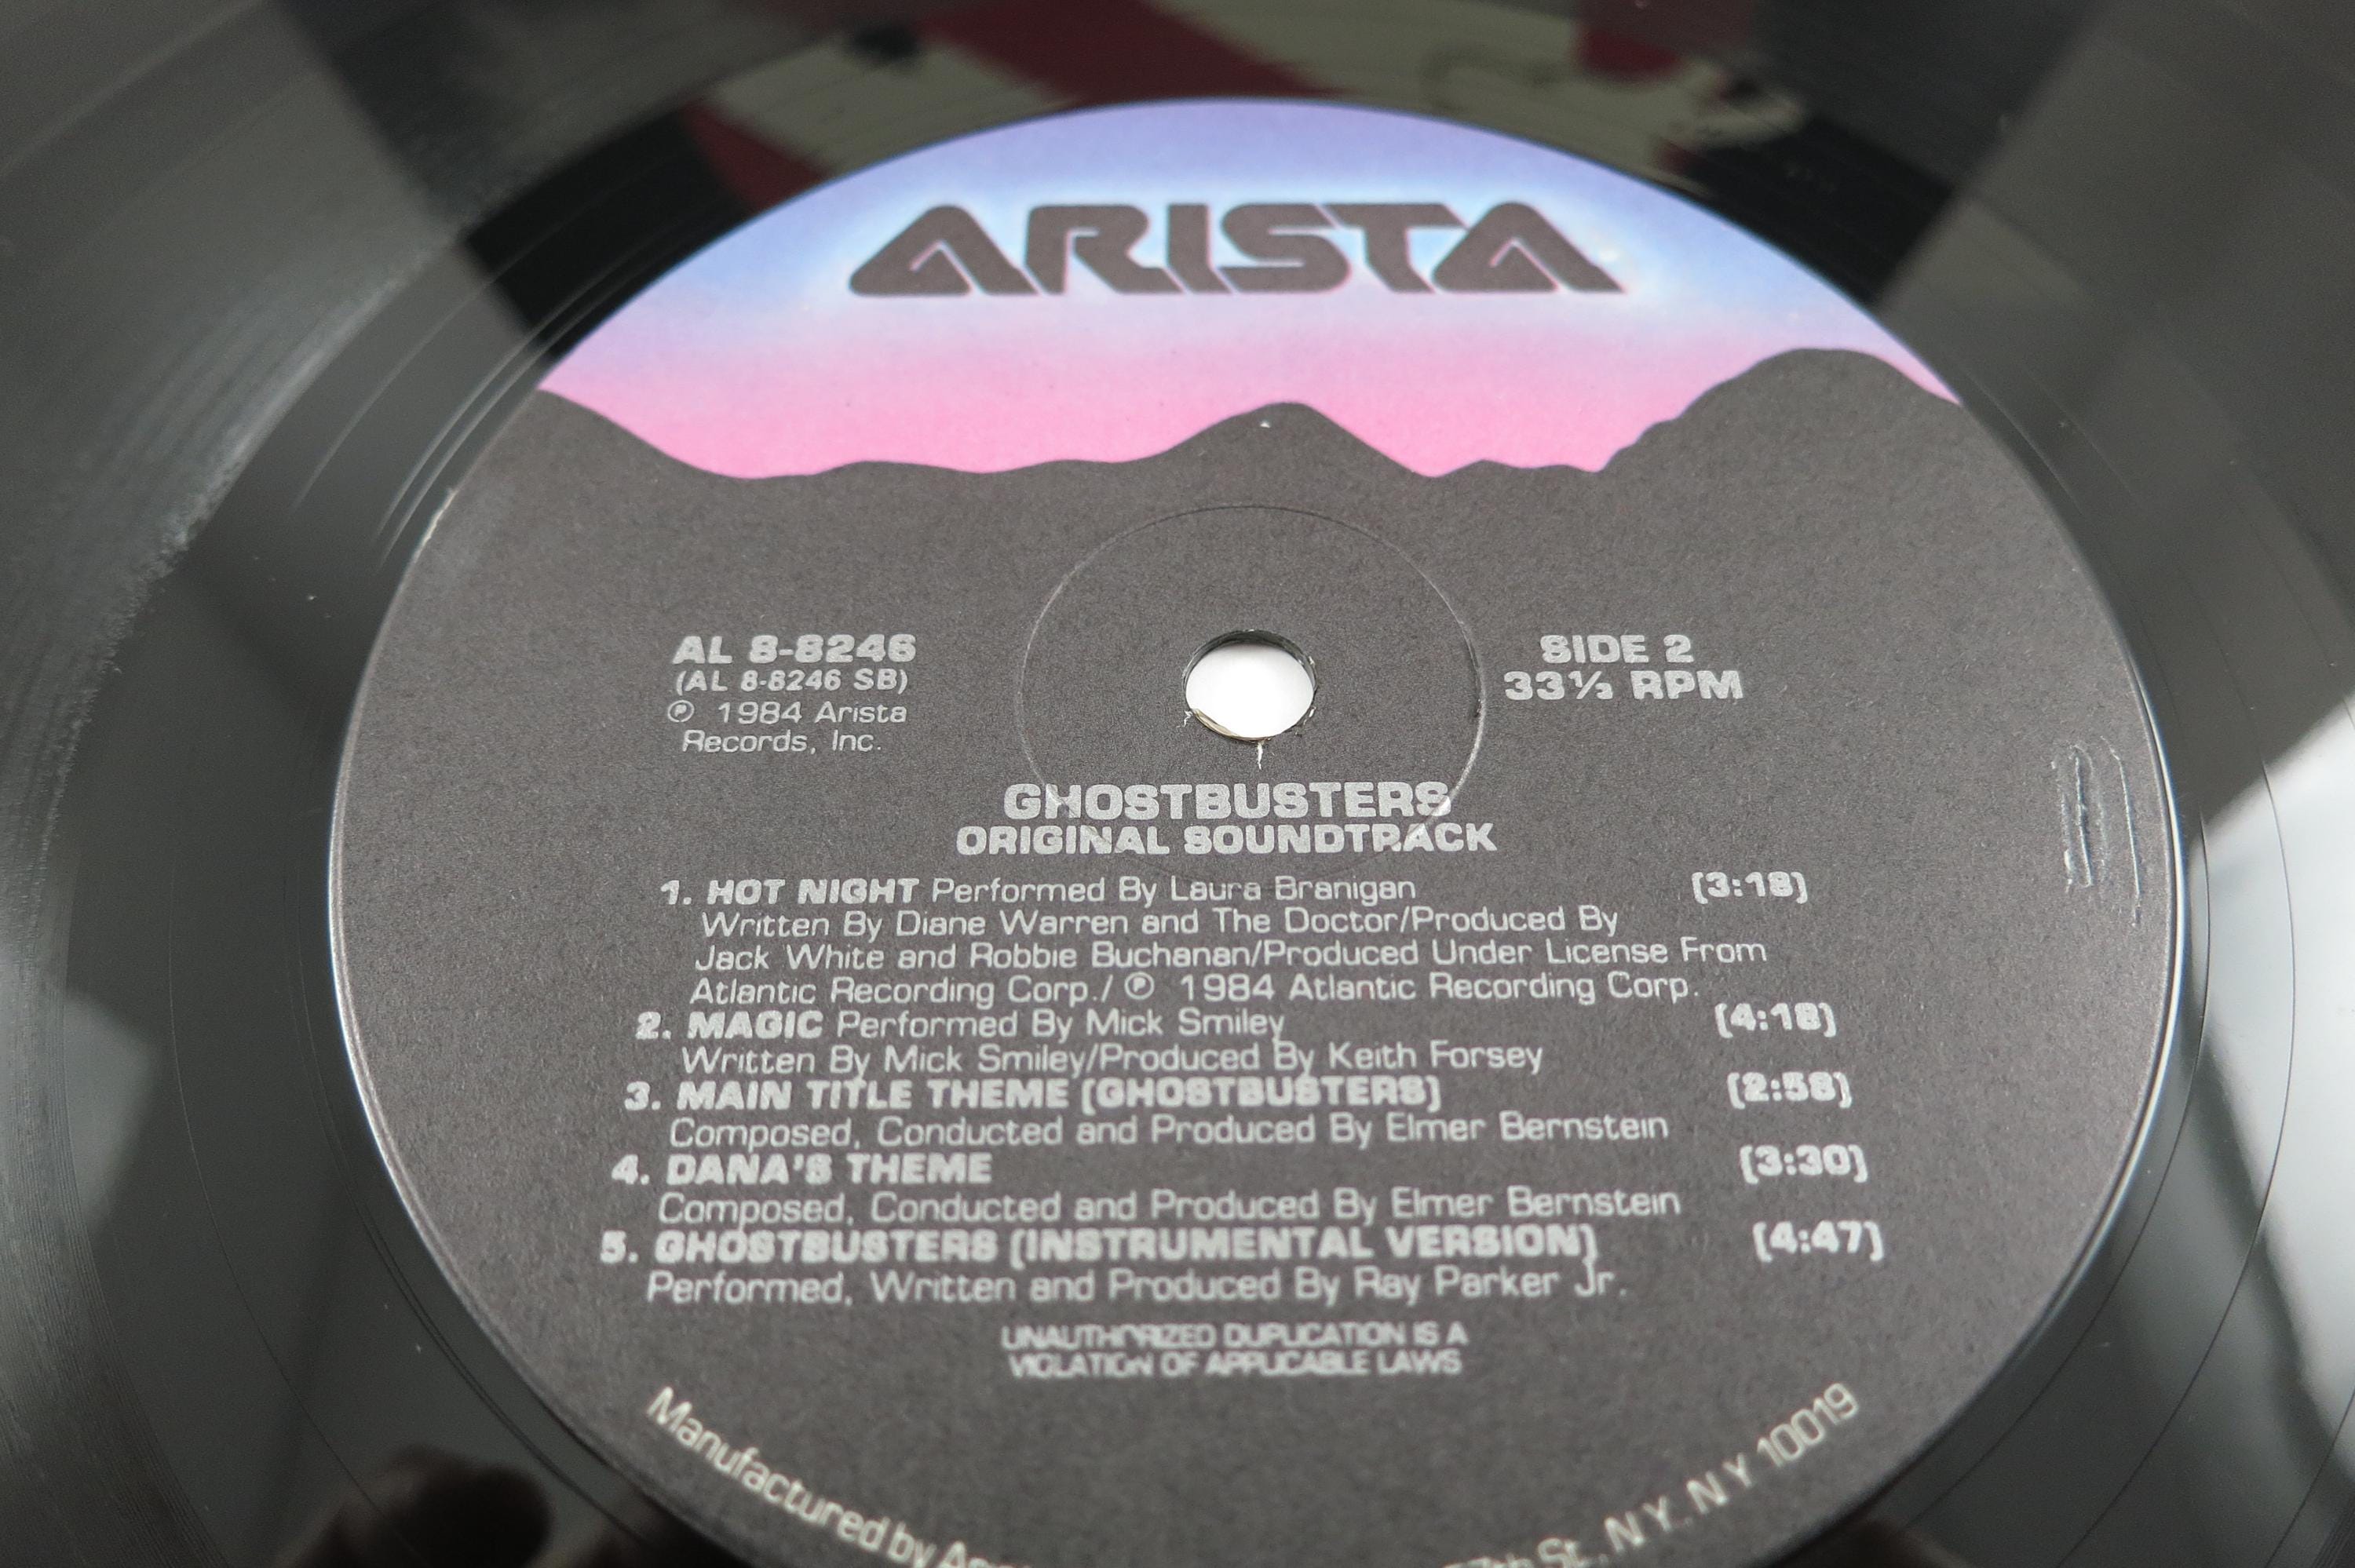 ARISTA
AL 8-8246
(AL 8-8246 SB)
℗ 1984 Arista
Records, Inc.
SIDE 2
33⅓ RPM
GHOSTBUSTERS
ORIGINAL SOUNDTRACK
1. HOT NIGHT Performed By Laura Branigan [3:18]
Written By Diane Warren and The Doctor/Produced By
Jack White and Robbie Buchanan/Produced Under License From
Atlantic Recording Corp./ ℗ 1984 Atlantic Recording Corp.
2. MAGIC Performed By Mick Smiley [4:18]
Written By Mick Smiley/Produced By Keith Forsey
3. MAIN TITLE THEME [GHOSTBUSTERS] [2:58]
Composed, Conducted and Produced By Elmer Bernstein
4. DANA'S THEME [3:30]
Composed, Conducted and Produced By Elmer Bernstein
5. GHOSTBUSTERS [INSTRUMENTAL VERSION] [4:47]
Performed, Written and Produced By Ray Parker Jr.
UNAUTHORIZED DUPLICATION IS A
VIOLATION OF APPLICABLE LAWS
Manufactured by
St., N.Y. N Y 10019